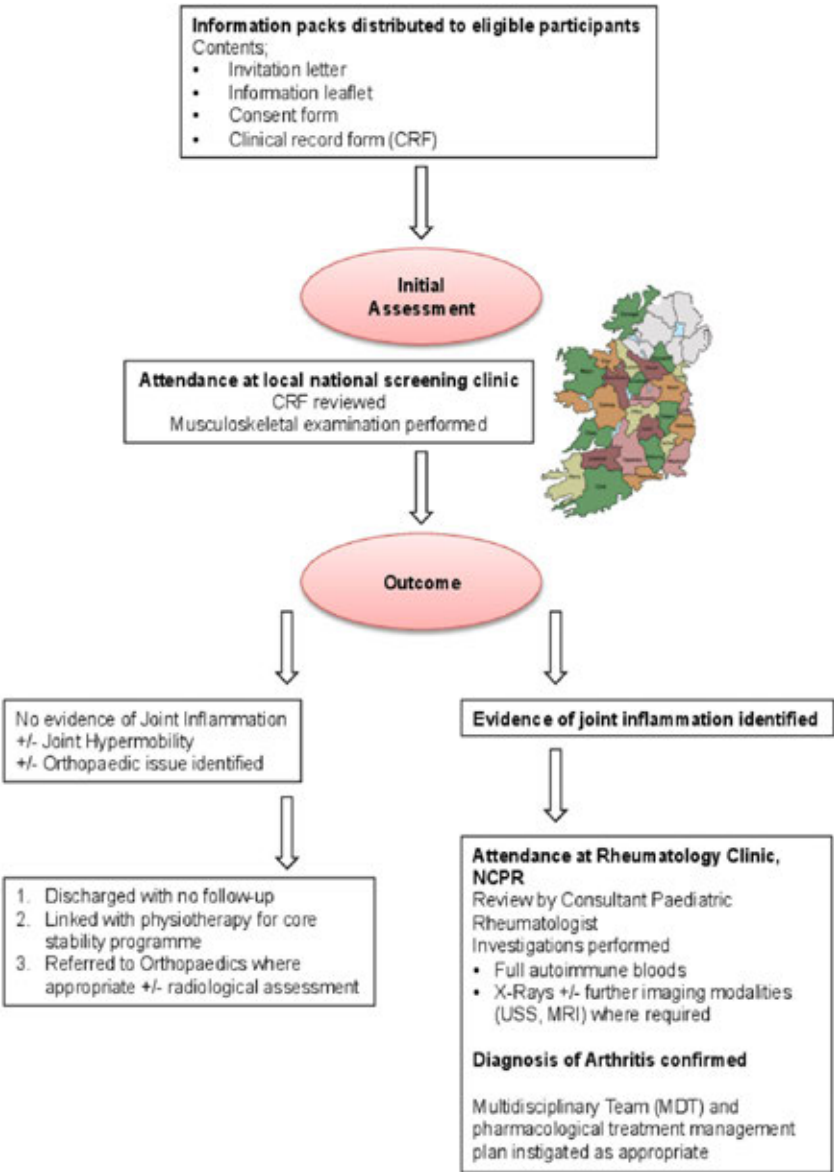 Information packs distributed to eligible participants
Contents;
• Invitation letter
• Information leaflet
• Consent form
• Clinical record form (CRF)
Initial
Assessment
Attendance at local national screening clinic
CRF reviewed
Musculoskeletal examination performed
Outcome
No evidence of Joint Inflammation
+/- Joint Hypermobility
+/- Orthopaedic issue identified
Evidence of joint inflammation identified
1. Discharged with no follow-up
2. Linked with physiotherapy for core
stability programme
3. Referred to Orthopaedics where
appropriate +/- radiological assessment
Attendance at Rheumatology Clinic,
NCPR
Review by Consultant Paediatric
Rheumatologist
Investigations performed
• Full autoimmune bloods
• X-Rays +/- further imaging modalities
(USS, MRI) where required
Diagnosis of Arthritis confirmed
Multidisciplinary Team (MDT) and
pharmacological treatment management
plan instigated as appropriate